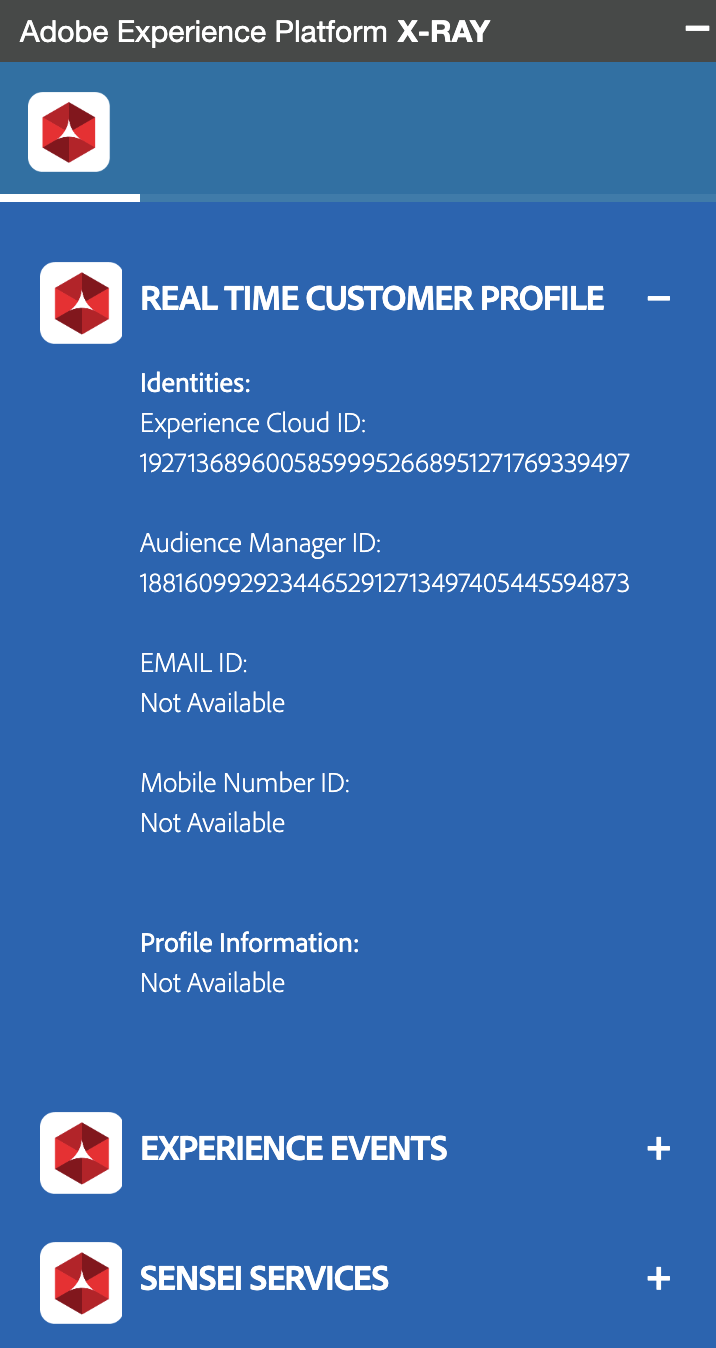 Adobe Experience Platform X-RAY
REAL TIME CUSTOMER PROFILE
Identities:
Experience Cloud ID:
19271368960058599952668951271769339497
Audience Manager ID:
18816099292344652912713497405445594873
EMAIL ID:
Not Available
Mobile Number ID:
Not Available
Profile Information:
Not Available
EXPERIENCE EVENTS
SENSEI SERVICES